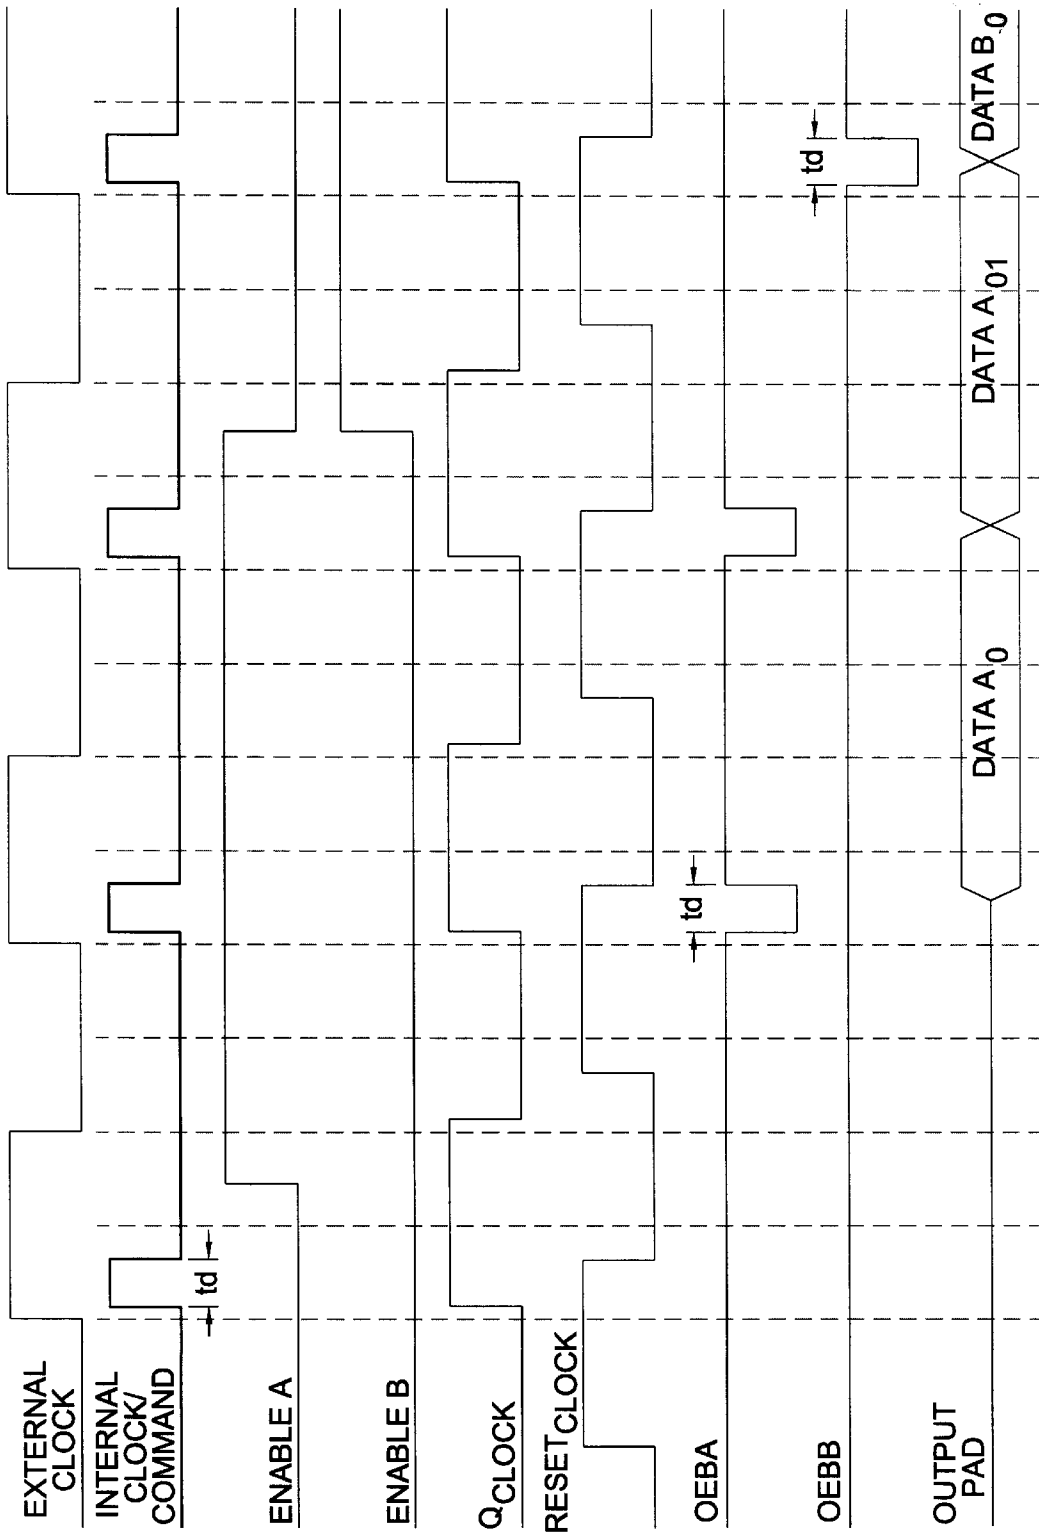 EXTERNAL
CLOCK
INTERNAL
CLOCK/
COMMAND
td
ENABLE A
ENABLE B
QCLOCK
RESETCLOCK
OEBA
td
OEBB
td
OUTPUT
PAD
DATA A0
DATA A01
DATA B0